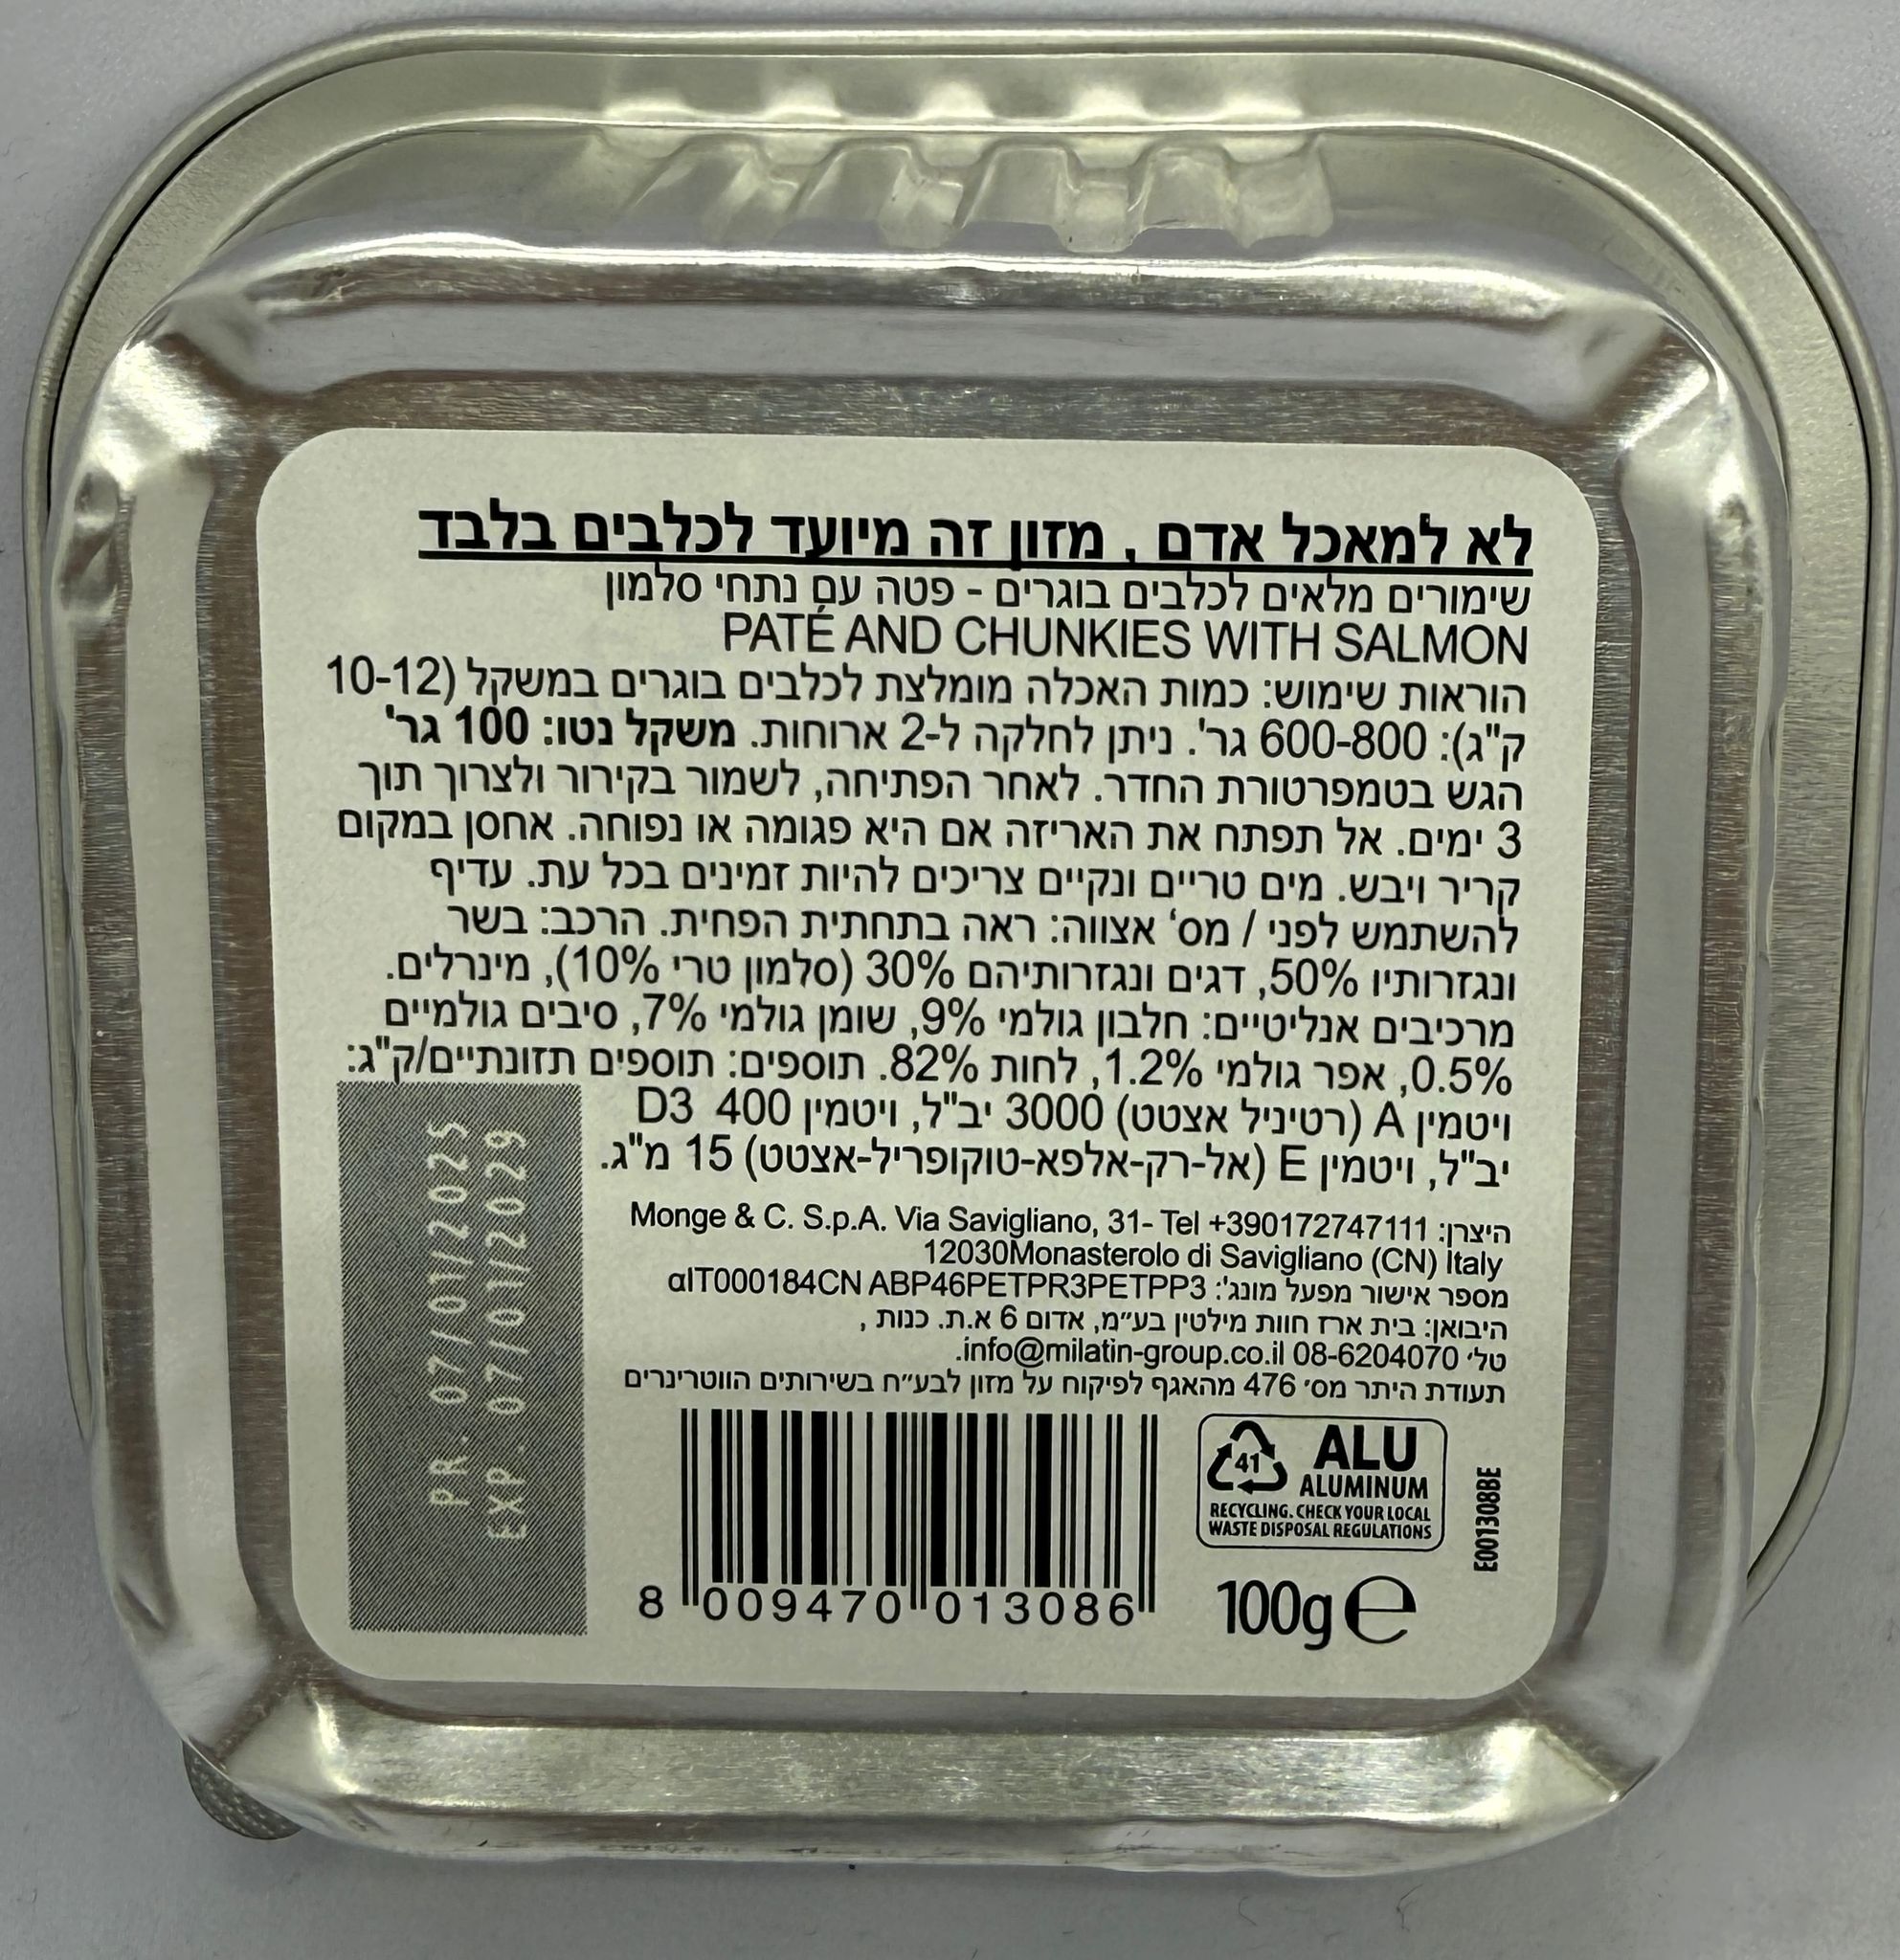 לא למאכל אדם , מזון זה מיועד לכלבים בלבד
שימורים מלאים לכלבים בוגרים - פטה עם נתחי סלמון
PATÉ AND CHUNKIES WITH SALMON
הוראות שימוש: כמות האכלה מומלצת לכלבים בוגרים במשקל (10-12
ק"ג): 600-800 גר'. ניתן לחלקה ל-2 ארוחות. משקל נטו: 100 גר'
הגש בטמפרטורת החדר. לאחר הפתיחה, לשמור בקירור ולצרוך תוך
3 ימים. אל תפתח את האריזה אם היא פגומה או נפוחה. אחסן במקום
קריר ויבש. מים טריים ונקיים צריכים להיות זמינים בכל עת. עדיף
להשתמש לפני / מס' אצווה: ראה בתחתית הפחית. הרכב: בשר
ונגזרותיו 50%, דגים ונגזרותיהם 30% (סלמון טרי 10%), מינרלים.
מרכיבים אנליטיים: חלבון גולמי 9%, שומן גולמי 7%, סיבים גולמיים
0.5%, אפר גולמי 1.2%, לחות 82%. תוספים: תוספים תזונתיים/ק"ג:
ויטמין A (רטיניל אצטט) 3000 יב"ל, ויטמין D3 400
יב"ל, ויטמין E (אל-רק-אלפא-טוקופריל-אצטט) 15 מ"ג.
היצרן: Monge & C. S.p.A. Via Savigliano, 31- Tel +390172747111
12030Monasterolo di Savigliano (CN) Italy
מספר אישור מפעל מונג': αIT000184CN ABP46PETPR3PETPP3
היבואן: בית ארז חוות מילטין בע״מ, אדום 6 א.ת. כנות ,
טל' 08-6204070 info@milatin-group.co.il.
תעודת היתר מס' 476 מהאגף לפיקוח על מזון לבע״ח בשירותים הווטרינרים
PR. 07/01/2025
EXP. 07/01/2029
41 ALU
ALUMINUM
RECYCLING. CHECK YOUR LOCAL
WASTE DISPOSAL REGULATIONS
E001308BE
8 009470 013086
100g e